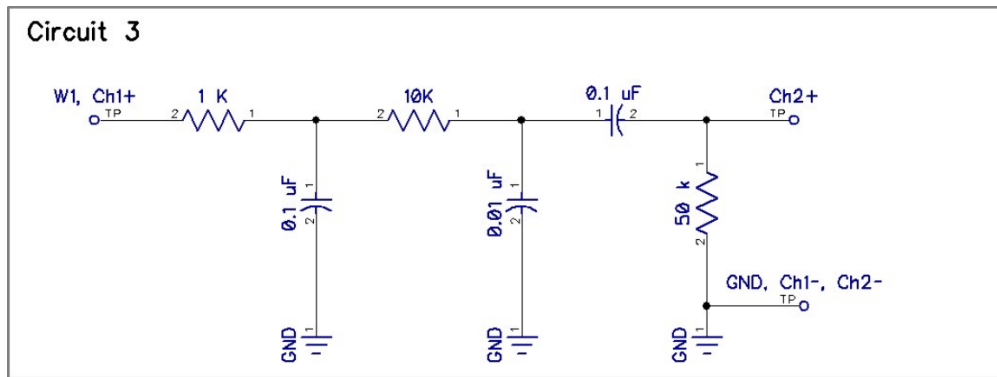 Circuit 3
W1, Ch1+
TP
2
1 K
1
2
10K
1
0.1 uF
1
2
Ch2+
TP
0.1 uF
1
2
0.01 uF
1
2
50 k
1
2
GND, Ch1-, Ch2-
TP
GND
1
GND
1
GND
1